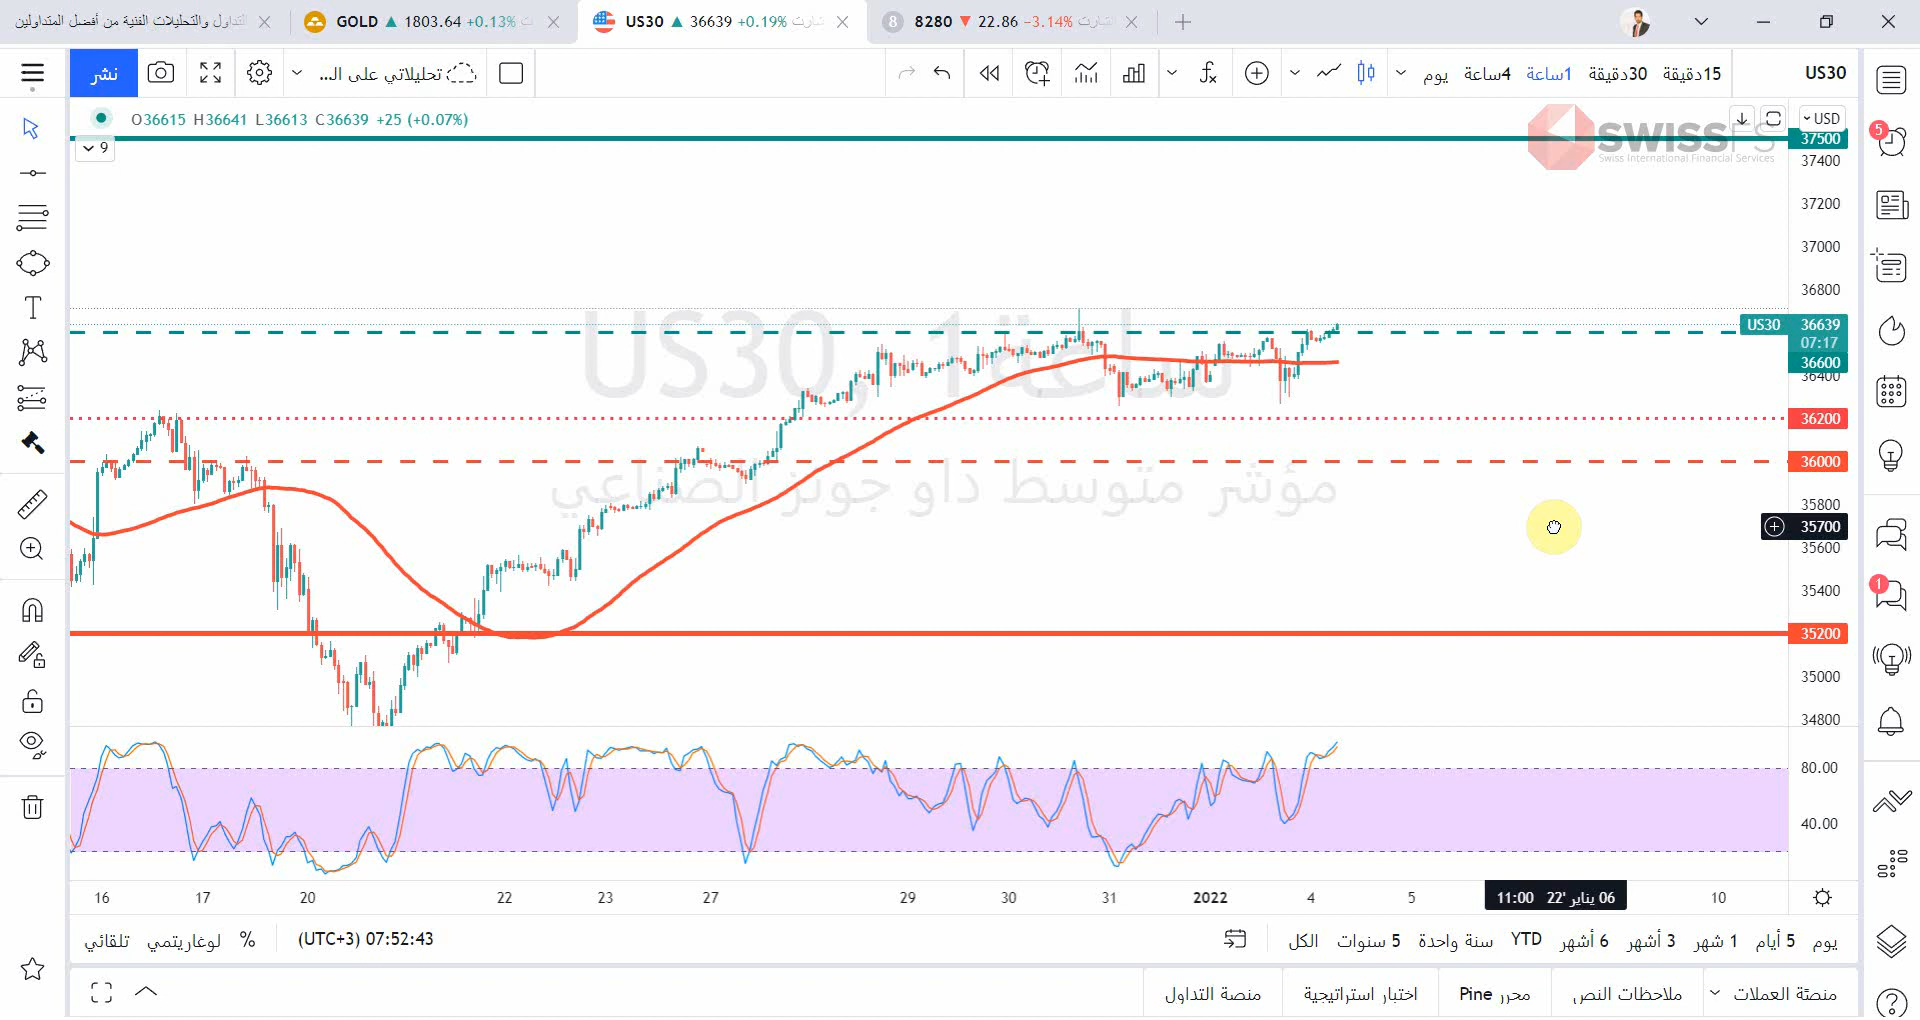 التداول والتحليلات الفنية من أفضل المتداولين
GOLD ▲ 1803.64 +0.13%
US30 ▲ 36639 +0.19%
8 8280 ▼ 22.86 −3.14%
نشر
تحليلاتي على الـ...
يوم 4ساعة 1ساعة 30دقيقة 15دقيقة
US30
O36615 H36641 L36613 C36639 +25 (+0.07%)
9
SWISSFS
Swiss International Financial Services
USD
37500
37400
37200
37000
36800
US30 36639
07:17
36600
36400
36200
36000
35800
35700
35600
35400
35200
35000
34800
US30, 1ساعة
مؤشر متوسط داو جونز الصناعي
80.00
40.00
16 17 20 22 23 27 29 30 31 2022 4 5 06 يناير '22 11:00 10
تلقائي لوغاريتمي %
07:52:43 (UTC+3)
يوم 5 أيام 1 شهر 3 أشهر 6 أشهر YTD سنة واحدة 5 سنوات الكل
منصّة العملات ملاحظات النص محرر Pine اختبار استراتيجية منصة التداول
5
1